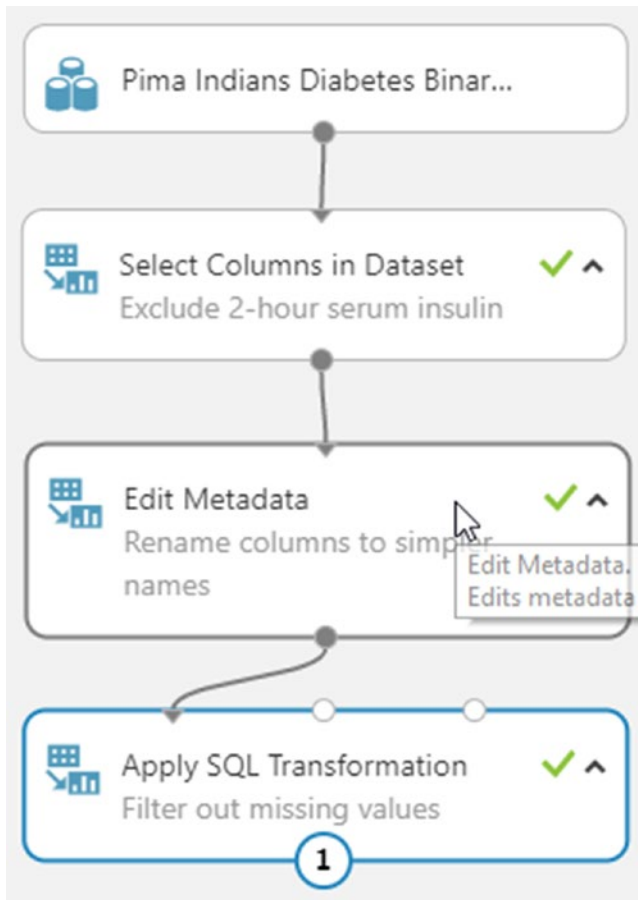 Pima Indians Diabetes Binar...
Select Columns in Dataset
Exclude 2-hour serum insulin
Edit Metadata
Rename columns to simpler
names
Edit Metadata.
Edits metadata
Apply SQL Transformation
Filter out missing values
1